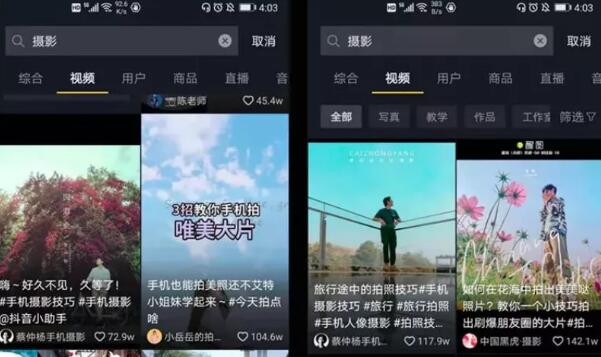 HD 5G 92.6 K/s
4:03
摄影
取消
综合 视频 用户 商品 直播 音
陈老师
45.4w
3招教你手机拍
唯美大片
嗨~好久不见，久等了！
#手机摄影技巧 #手机摄影
@抖音小助手
蔡仲杨手机摄影
72.9w
手机也能拍美照还不艾特
小姐妹学起来~#今天拍点
啥
小岳岳的拍...
104.6w
HD 5G 383 B/s
4:03
摄影
取消
综合 视频 用户 商品 直播 音
全部 写真 教学 作品 工作室 筛选
CAIZHONGYANG
旅行途中的拍照技巧#手机
摄影技巧 #旅行 #旅行拍照
#手机人像摄影 #拍照技...
蔡仲杨手机...
117.9w
醒图
如何在花海中拍出美美哒
照片？教你一个小技巧拍
出刷爆朋友圈的大片#拍...
中国黑虎·摄影
142.1w